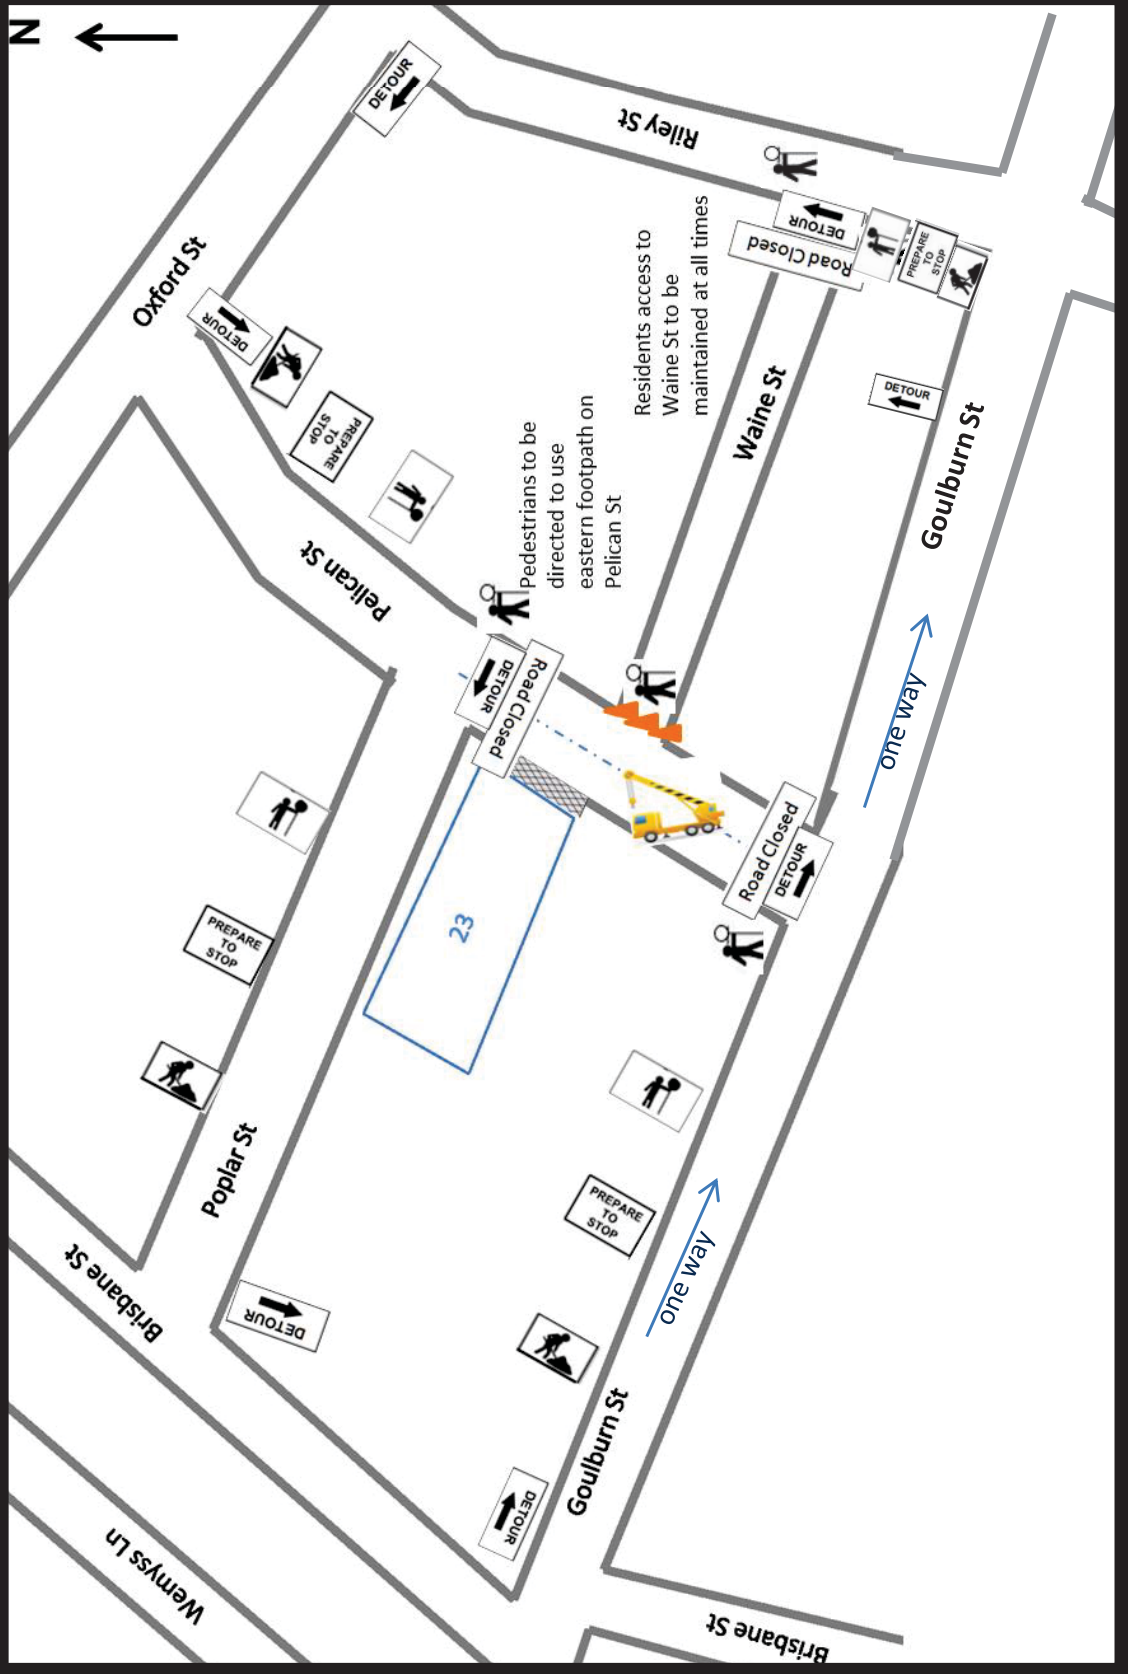 N
Oxford St
DETOUR
DETOUR
PREPARE
TO
STOP
Riley St
Pelican St
Residents access to
Waine St to be
maintained at all times
Pedestrians to be
directed to use
eastern footpath on
Pelican St
DETOUR
Road Closed
PREPARE
TO
STOP
DETOUR
Waine St
Goulburn St
DETOUR
Road Closed
one way
Road Closed
DETOUR
23
PREPARE
TO
STOP
Poplar St
Brisbane St
DETOUR
PREPARE
TO
STOP
one way
Goulburn St
DETOUR
Wemyss Ln
Brisbane St